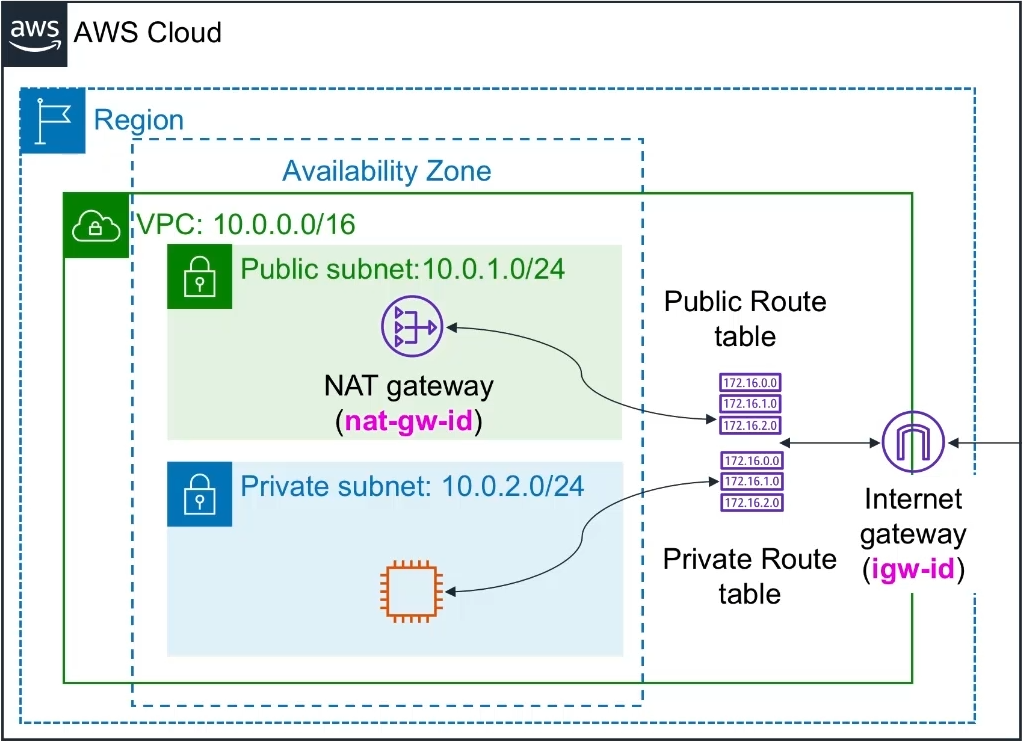 aws
AWS Cloud
Region
Availability Zone
VPC: 10.0.0.0/16
Public subnet:10.0.1.0/24
NAT gateway
(nat-gw-id)
Public Route
table
172.16.0.0
172.16.1.0
172.16.2.0
Private subnet: 10.0.2.0/24
172.16.0.0
172.16.1.0
172.16.2.0
Private Route
table
Internet
gateway
(igw-id)